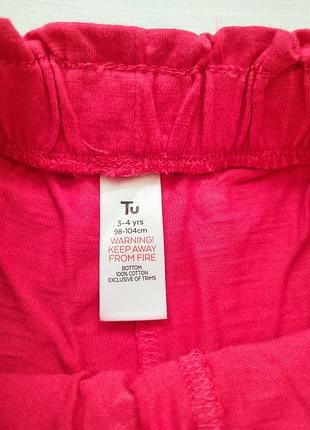 Tu
3-4 yrs
98-104cm
WARNING!
KEEP AWAY
FROM FIRE
BOTTOM
100% COTTON
EXCLUSIVE OF TRIMS